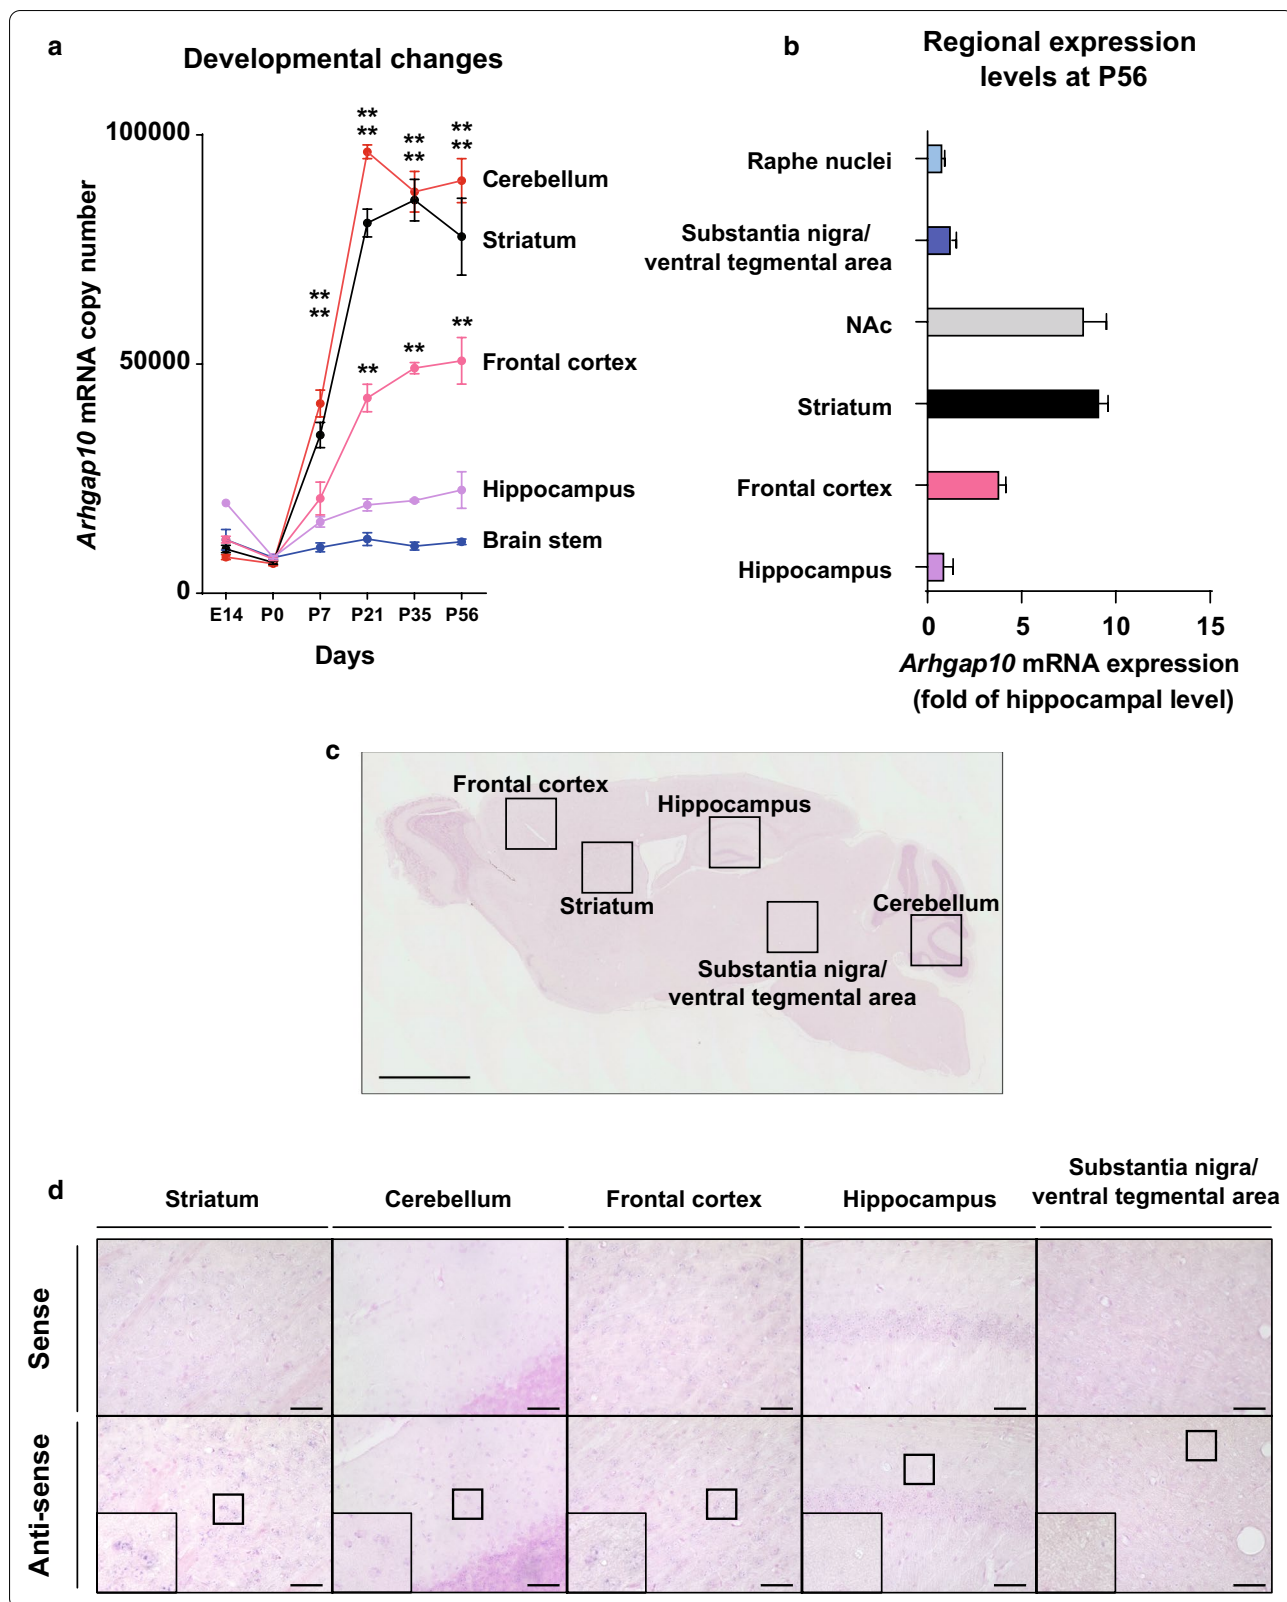 a
Developmental changes
100000
50000
0
Arhgap10 mRNA copy number
**
**
**
**
**
**
**
**
**
**
**
Cerebellum
Striatum
Frontal cortex
Hippocampus
Brain stem
E14 P0 P7 P21 P35 P56
Days
b
Regional expression
levels at P56
Raphe nuclei
Substantia nigra/
ventral tegmental area
NAc
Striatum
Frontal cortex
Hippocampus
0 5 10 15
Arhgap10 mRNA expression
(fold of hippocampal level)
c
Frontal cortex
Hippocampus
Striatum
Cerebellum
Substantia nigra/
ventral tegmental area
d
Striatum
Cerebellum
Frontal cortex
Hippocampus
Substantia nigra/
ventral tegmental area
Sense
Anti-sense